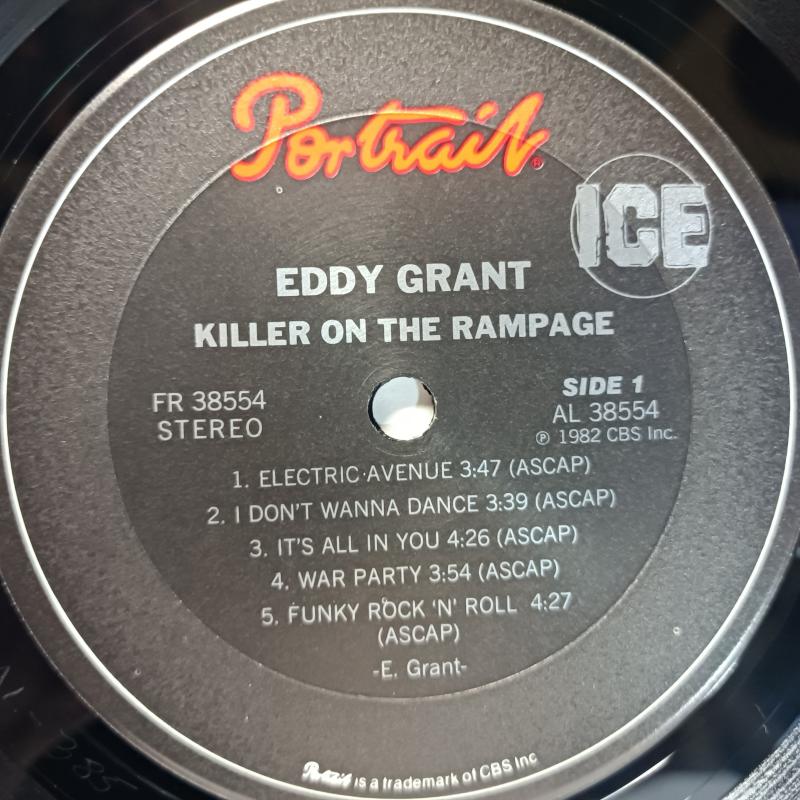 Portrait®
ICE
EDDY GRANT
KILLER ON THE RAMPAGE
FR 38554
STEREO
SIDE 1
AL 38554
℗ 1982 CBS Inc.
1. ELECTRIC AVENUE 3:47 (ASCAP)
2. I DON'T WANNA DANCE 3:39 (ASCAP)
3. IT'S ALL IN YOU 4:26 (ASCAP)
4. WAR PARTY 3:54 (ASCAP)
5. FUNKY ROCK 'N' ROLL 4:27
(ASCAP)
-E. Grant-
Portrait is a trademark of CBS Inc